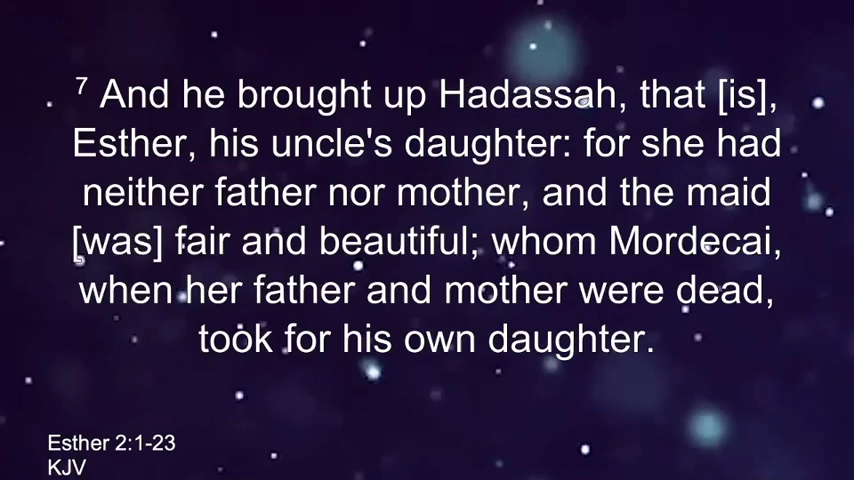 7 And he brought up Hadassah, that [is],
Esther, his uncle's daughter: for she had
neither father nor mother, and the maid
[was] fair and beautiful; whom Mordecai,
when her father and mother were dead,
took for his own daughter.
Esther 2:1-23
KJV